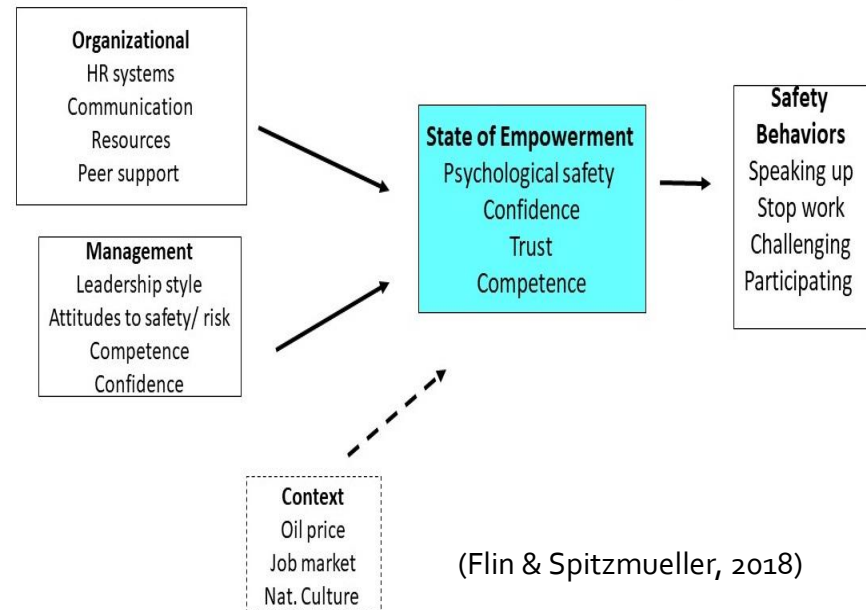 Organizational
HR systems
Communication
Resources
Peer support
Management
Leadership style
Attitudes to safety/ risk
Competence
Confidence
Context
Oil price
Job market
Nat. Culture
State of Empowerment
Psychological safety
Confidence
Trust
Competence
Safety
Behaviors
Speaking up
Stop work
Challenging
Participating
(Flin & Spitzmueller, 2018)